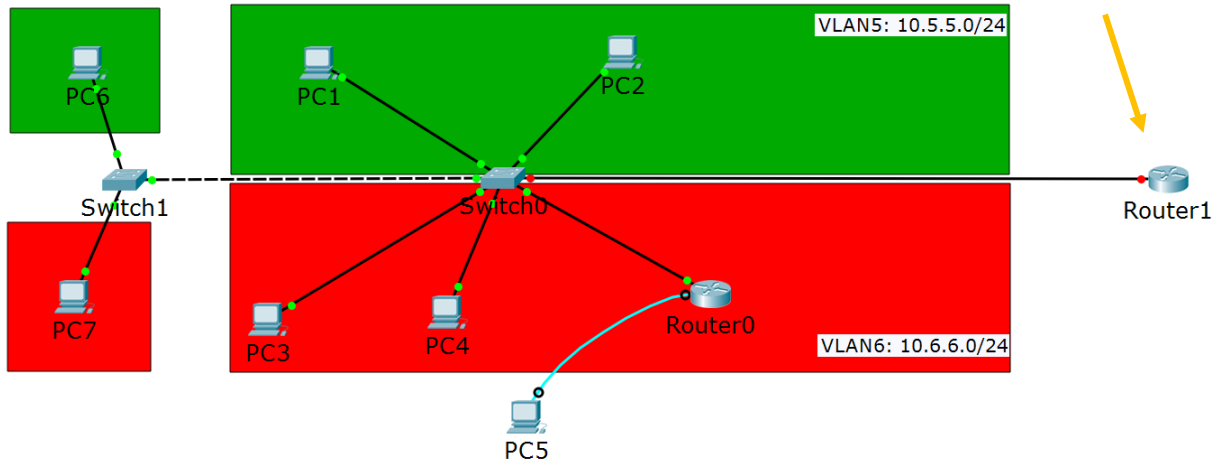 VLAN5: 10.5.5.0/24
PC6
PC1
PC2
Switch1
Switch0
Router1
PC7
PC3
PC4
Router0
VLAN6: 10.6.6.0/24
PC5